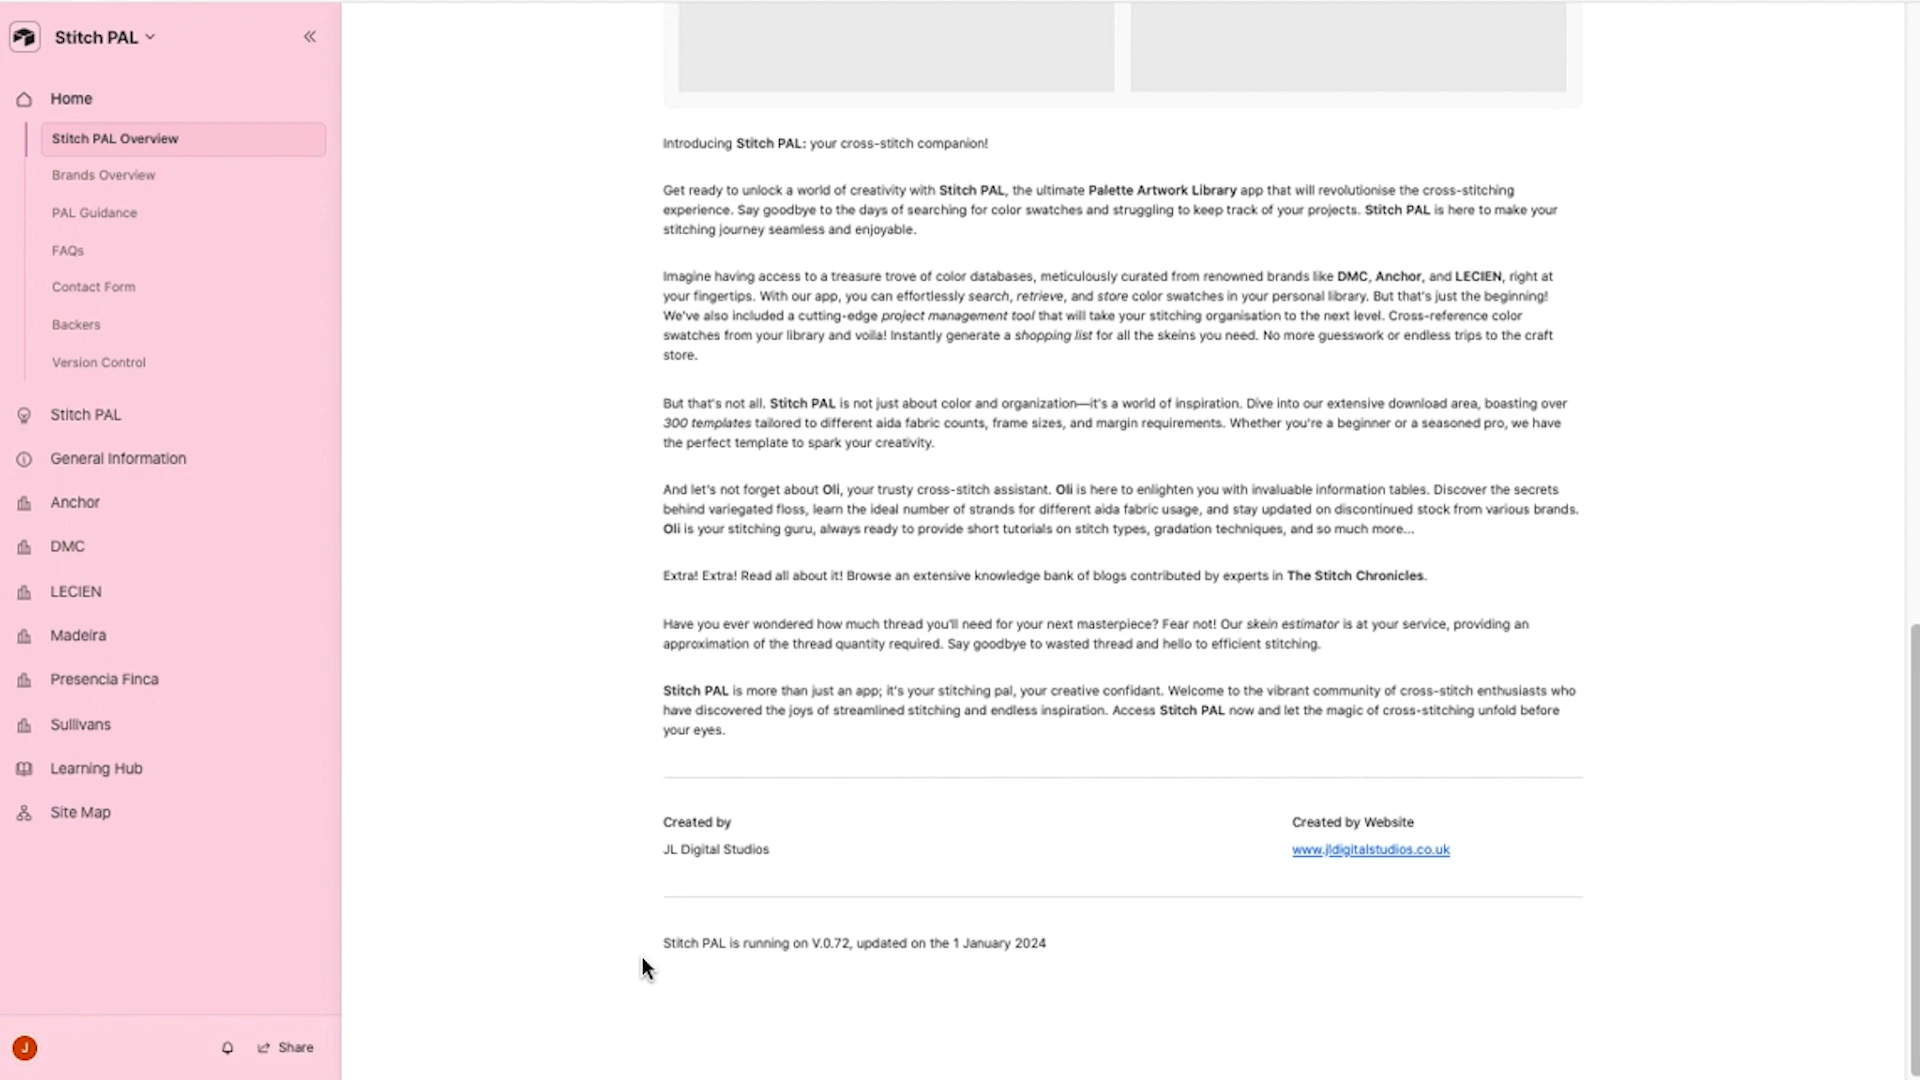 Stitch PAL
Home
Stitch PAL Overview
Brands Overview
PAL Guidance
FAQs
Contact Form
Backers
Version Control
Stitch PAL
General Information
Anchor
DMC
LECIEN
Madeira
Presencia Finca
Sullivans
Learning Hub
Site Map
J
Share
Introducing Stitch PAL: your cross-stitch companion!
Get ready to unlock a world of creativity with Stitch PAL, the ultimate Palette Artwork Library app that will revolutionise the cross-stitching
experience. Say goodbye to the days of searching for color swatches and struggling to keep track of your projects. Stitch PAL is here to make your
stitching journey seamless and enjoyable.
Imagine having access to a treasure trove of color databases, meticulously curated from renowned brands like DMC, Anchor, and LECIEN, right at
your fingertips. With our app, you can effortlessly search, retrieve, and store color swatches in your personal library. But that's just the beginning!
We've also included a cutting-edge project management tool that will take your stitching organisation to the next level. Cross-reference color
swatches from your library and voila! Instantly generate a shopping list for all the skeins you need. No more guesswork or endless trips to the craft
store.
But that's not all. Stitch PAL is not just about color and organization—it's a world of inspiration. Dive into our extensive download area, boasting over
300 templates tailored to different aida fabric counts, frame sizes, and margin requirements. Whether you're a beginner or a seasoned pro, we have
the perfect template to spark your creativity.
And let's not forget about Oli, your trusty cross-stitch assistant. Oli is here to enlighten you with invaluable information tables. Discover the secrets
behind variegated floss, learn the ideal number of strands for different aida fabric usage, and stay updated on discontinued stock from various brands.
Oli is your stitching guru, always ready to provide short tutorials on stitch types, gradation techniques, and so much more...
Extra! Extra! Read all about it! Browse an extensive knowledge bank of blogs contributed by experts in The Stitch Chronicles.
Have you ever wondered how much thread you'll need for your next masterpiece? Fear not! Our skein estimator is at your service, providing an
approximation of the thread quantity required. Say goodbye to wasted thread and hello to efficient stitching.
Stitch PAL is more than just an app; it's your stitching pal, your creative confidant. Welcome to the vibrant community of cross-stitch enthusiasts who
have discovered the joys of streamlined stitching and endless inspiration. Access Stitch PAL now and let the magic of cross-stitching unfold before
your eyes.
Created by
JL Digital Studios
Created by Website
www.jldigitalstudios.co.uk
Stitch PAL is running on V.0.72, updated on the 1 January 2024